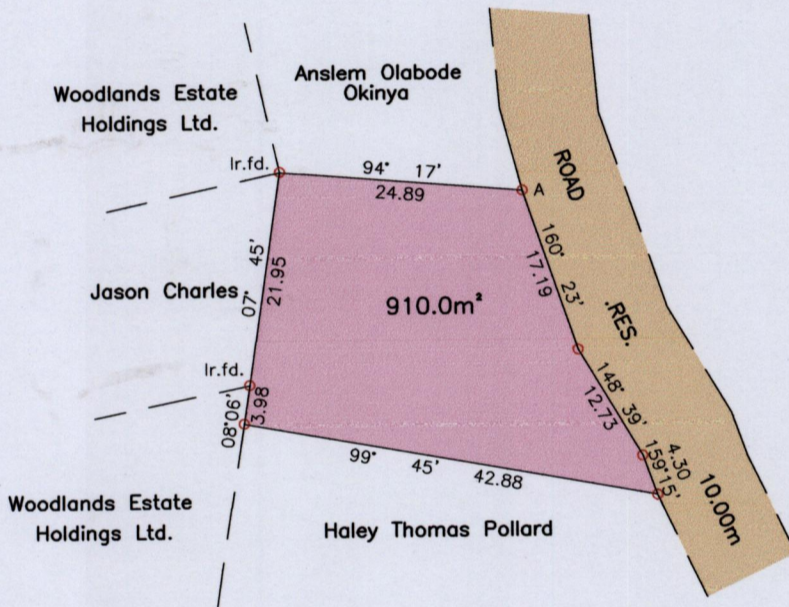 Anslem Olabode
Okinya
Woodlands Estate
Holdings Ltd.
Ir.fd.
94° 17'
24.89
A
ROAD
.RES.
10.00m
160° 23'
17.19
07° 45'
21.95
Jason Charles
910.0m²
Ir.fd.
148° 39'
12.73
08°06'
3.98
159°15'
4.30
99° 45' 42.88
Woodlands Estate
Holdings Ltd.
Haley Thomas Pollard